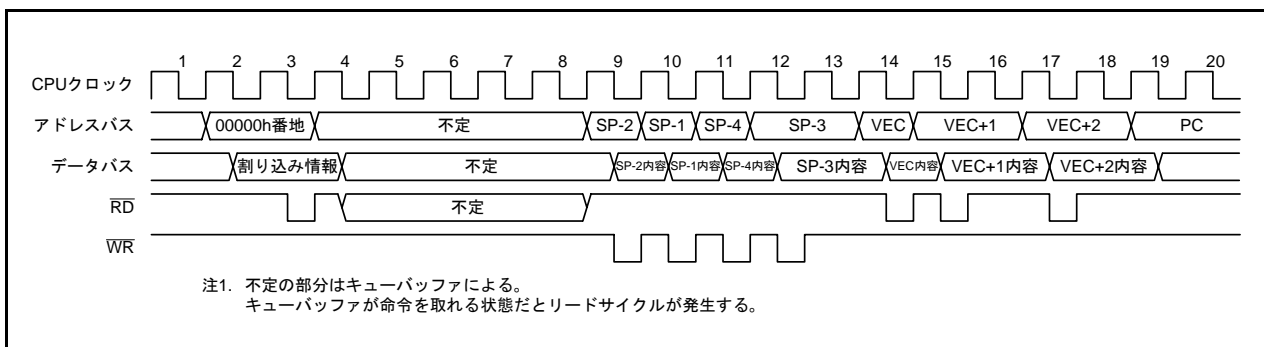 1 2 3 4 5 6 7 8 9 10 11 12 13 14 15 16 17 18 19 20
CPUクロック
アドレスバス 00000h番地 不定 SP-2 SP-1 SP-4 SP-3 VEC VEC+1 VEC+2 PC
データバス 割り込み情報 不定 SP-2内容 SP-1内容 SP-4内容 SP-3内容 VEC内容 VEC+1内容 VEC+2内容
RD 不定
WR
注1. 不定の部分はキューバッファによる。
キューバッファが命令を取れる状態だとリードサイクルが発生する。